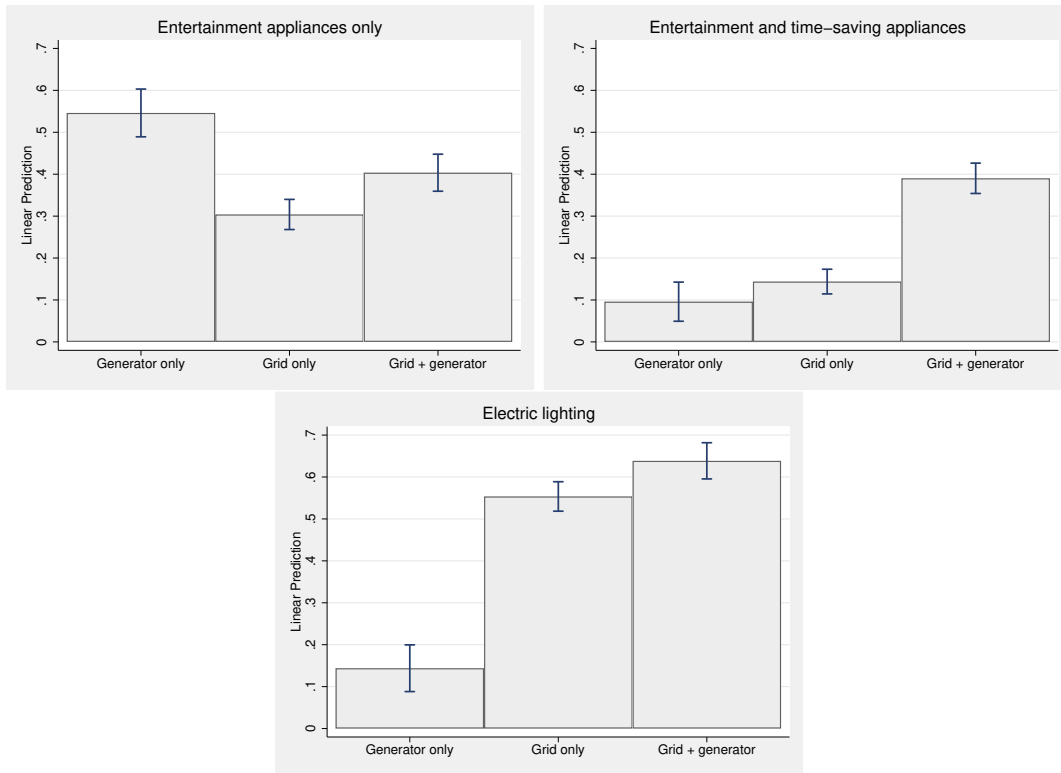 Entertainment appliances only
Linear Prediction
.7
.6
.5
.4
.3
.2
.1
0
Generator only Grid only Grid + generator
Entertainment and time−saving appliances
Linear Prediction
.7
.6
.5
.4
.3
.2
.1
0
Generator only Grid only Grid + generator
Electric lighting
Linear Prediction
.7
.6
.5
.4
.3
.2
.1
0
Generator only Grid only Grid + generator